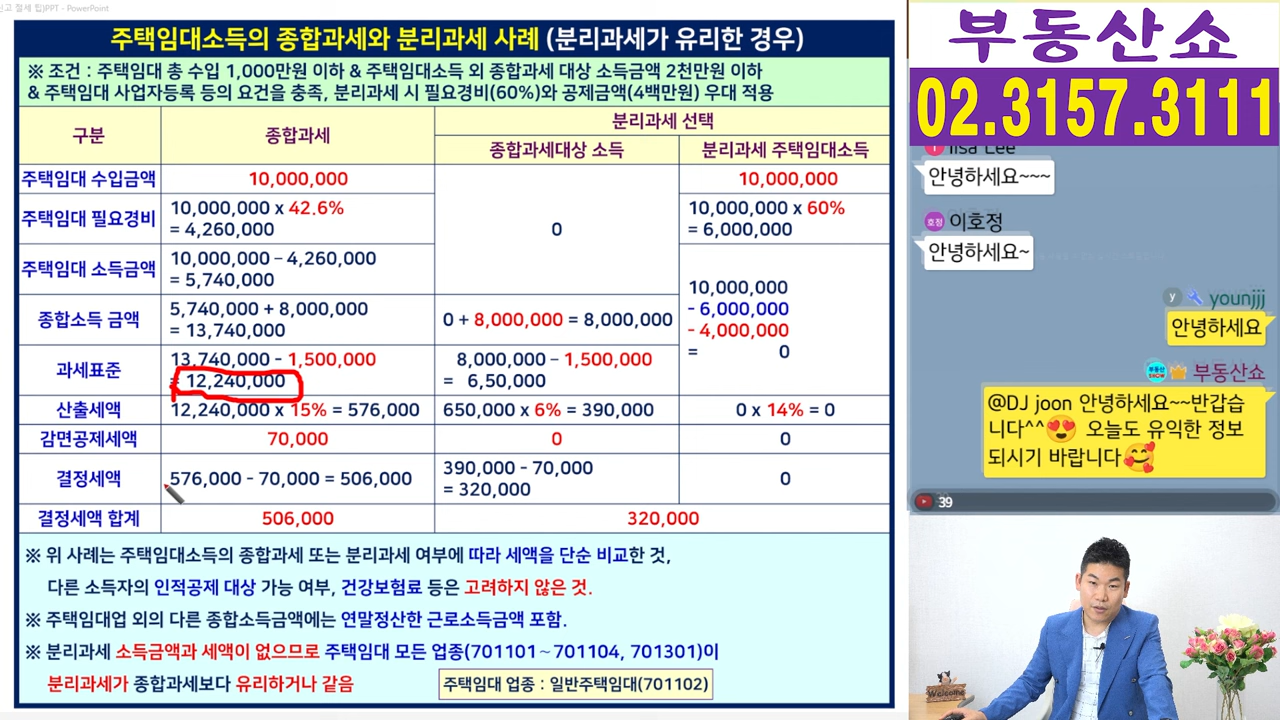 신고 절세 팁)PPT - PowerPoint
주택임대소득의 종합과세와 분리과세 사례 (분리과세가 유리한 경우)
※ 조건 : 주택임대 총 수입 1,000만원 이하 & 주택임대소득 외 종합과세 대상 소득금액 2천만원 이하
& 주택임대 사업자등록 등의 요건을 충족, 분리과세 시 필요경비(60%)와 공제금액(4백만원) 우대 적용
구분
종합과세
분리과세 선택
종합과세대상 소득
분리과세 주택임대소득
주택임대 수입금액
10,000,000
10,000,000
주택임대 필요경비
10,000,000 x 42.6%
= 4,260,000
0
10,000,000 x 60%
= 6,000,000
주택임대 소득금액
10,000,000 – 4,260,000
= 5,740,000
10,000,000
- 6,000,000
- 4,000,000
= 0
종합소득 금액
5,740,000 + 8,000,000
= 13,740,000
0 + 8,000,000 = 8,000,000
과세표준
13,740,000 - 1,500,000
= 12,240,000
8,000,000 – 1,500,000
= 6,50,000
산출세액
12,240,000 x 15% = 576,000
650,000 x 6% = 390,000
0 x 14% = 0
감면공제세액
70,000
0
0
결정세액
576,000 - 70,000 = 506,000
390,000 - 70,000
= 320,000
0
결정세액 합계
506,000
320,000
※ 위 사례는 주택임대소득의 종합과세 또는 분리과세 여부에 따라 세액을 단순 비교한 것,
다른 소득자의 인적공제 대상 가능 여부, 건강보험료 등은 고려하지 않은 것.
※ 주택임대업 외의 다른 종합소득금액에는 연말정산한 근로소득금액 포함.
※ 분리과세 소득금액과 세액이 없으므로 주택임대 모든 업종(701101~701104, 701301)이
분리과세가 종합과세보다 유리하거나 같음
주택임대 업종 : 일반주택임대(701102)
부동산쇼
02.3157.3111
lisa Lee
안녕하세요~~~
호정 이호정
안녕하세요~
y younjjj
안녕하세요
부동산 SHOW 부동산쇼
@DJ joon 안녕하세요~~반갑습
니다^^😍 오늘도 유익한 정보
되시기 바랍니다🥰
39
Welcome